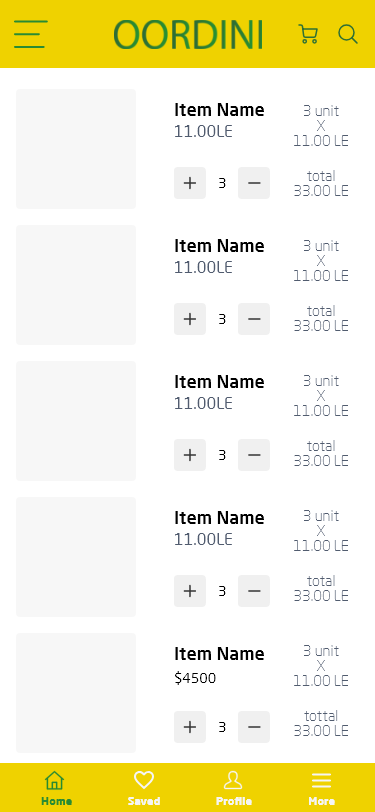 OORDINI
Item Name
11.00LE
3
3 unit
X
11.00 LE
total
33.00 LE
Item Name
11.00LE
3
3 unit
X
11.00 LE
total
33.00 LE
Item Name
11.00LE
3
3 unit
X
11.00 LE
total
33.00 LE
Item Name
11.00LE
3
3 unit
X
11.00 LE
total
33.00 LE
Item Name
$4500
3
3 unit
X
11.00 LE
tottal
33.00 LE
Home
Saved
Profile
More